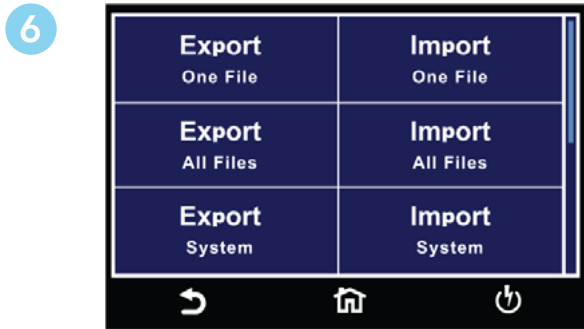 6
Export Import
One File One File
Export Import
All Files All Files
Export Import
System System